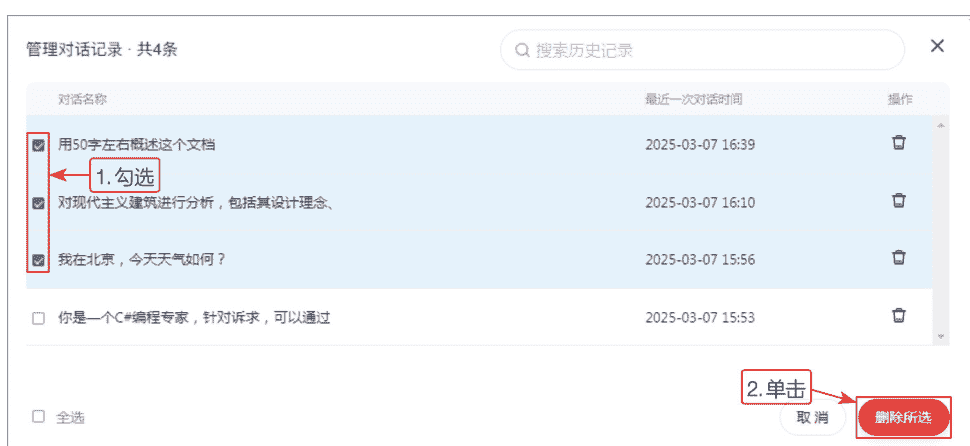 管理对话记录 · 共4条
搜索历史记录
对话名称 最近一次对话时间 操作
用50字左右概述这个文档 2025-03-07 16:39
1.勾选
对现代主义建筑进行分析，包括其设计理念、 2025-03-07 16:10
我在北京，今天天气如何？ 2025-03-07 15:56
你是一个C#编程专家，针对诉求，可以通过 2025-03-07 15:53
2.单击
全选 取消 删除所选